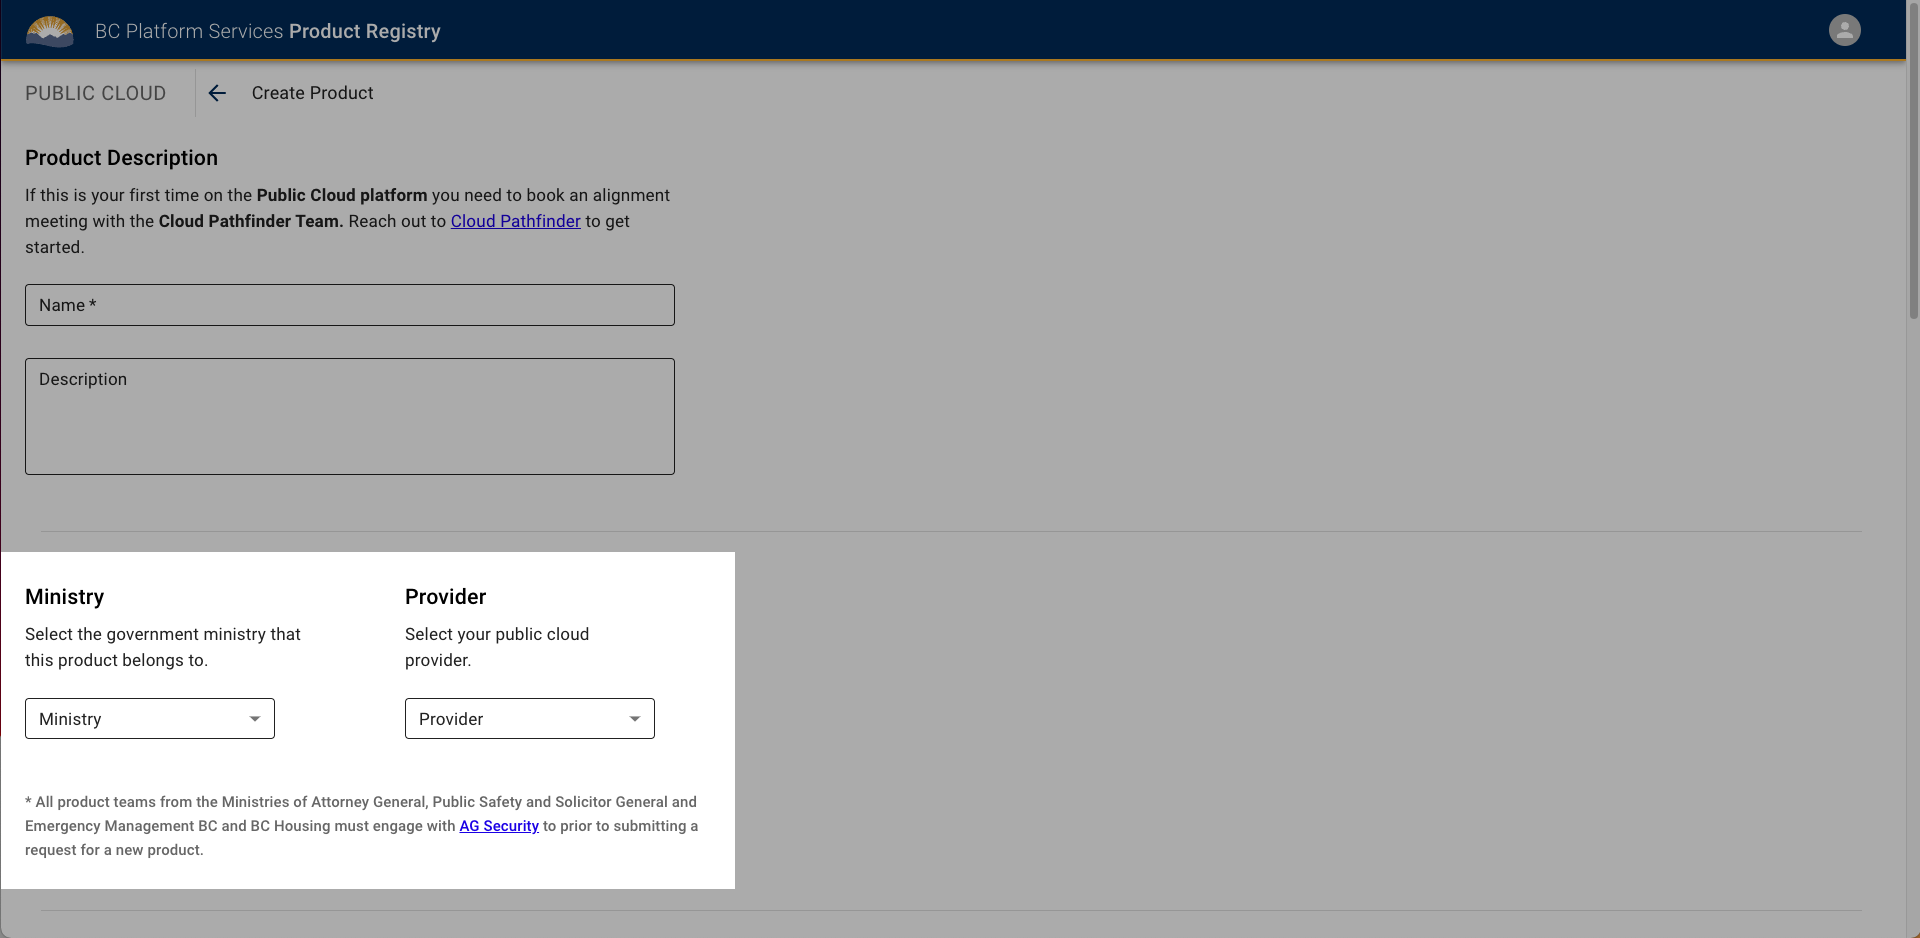 BC Platform Services Product Registry
PUBLIC CLOUD
Create Product
Product Description
If this is your first time on the Public Cloud platform you need to book an alignment
meeting with the Cloud Pathfinder Team. Reach out to Cloud Pathfinder to get
started.
Name *
Description
Ministry
Select the government ministry that
this product belongs to.
Ministry
Provider
Select your public cloud
provider.
Provider
* All product teams from the Ministries of Attorney General, Public Safety and Solicitor General and
Emergency Management BC and BC Housing must engage with AG Security to prior to submitting a
request for a new product.